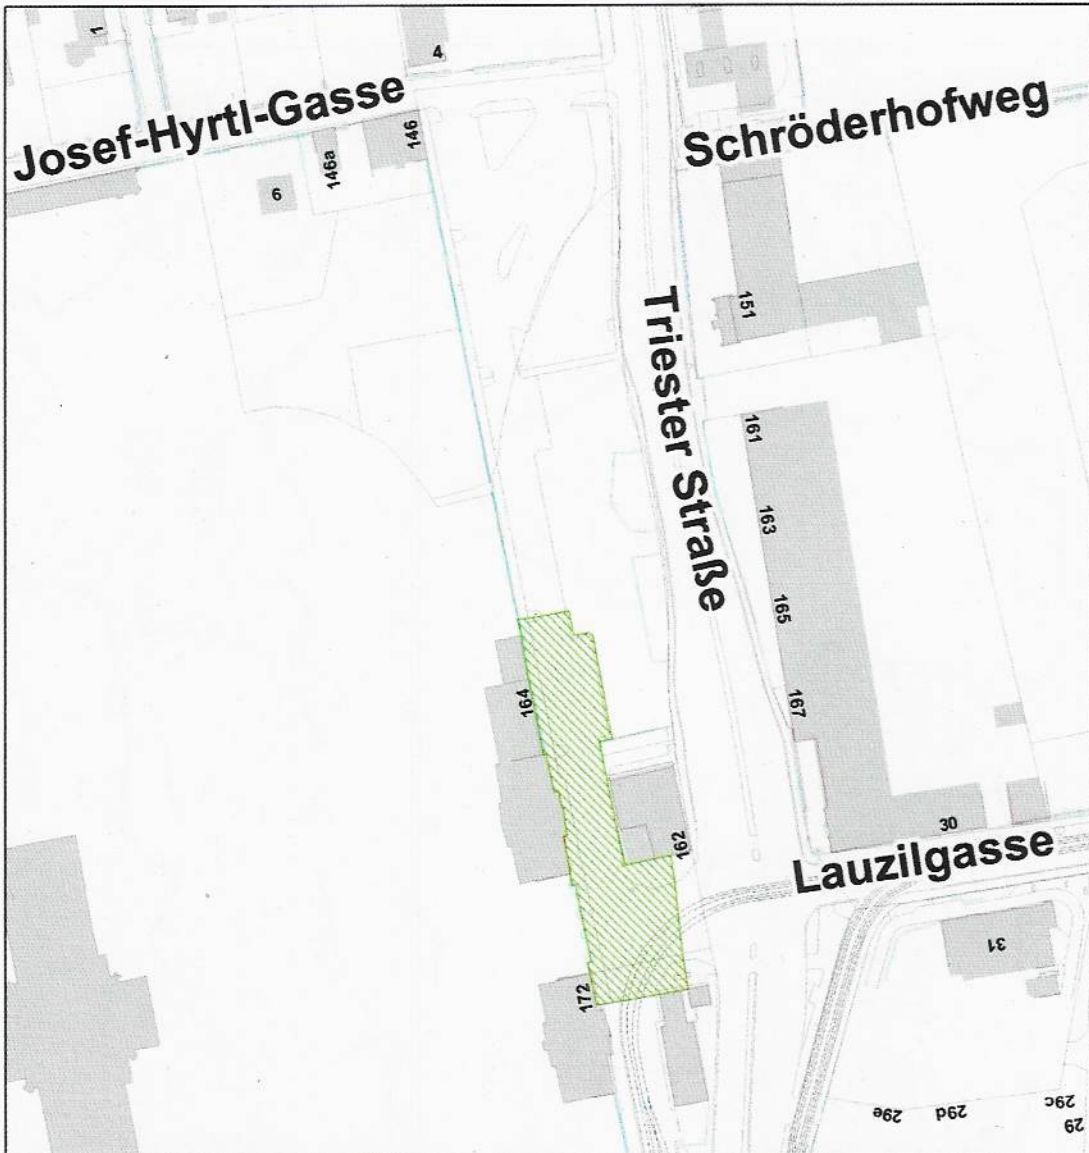 1
4
Josef-Hyrtl-Gasse
146
146a
6
Schröderhofweg
151
Triester Straße
161
163
165
167
164
162
30
Lauzilgasse
31
172
29e
29d
29c
29